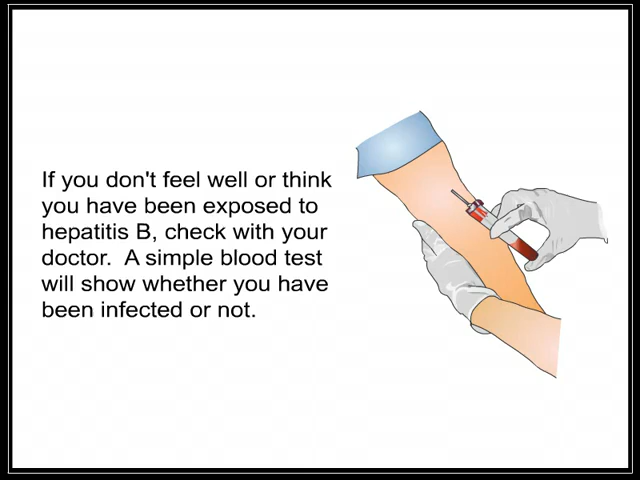 If you don't feel well or think
you have been exposed to
hepatitis B, check with your
doctor.  A simple blood test
will show whether you have
been infected or not.